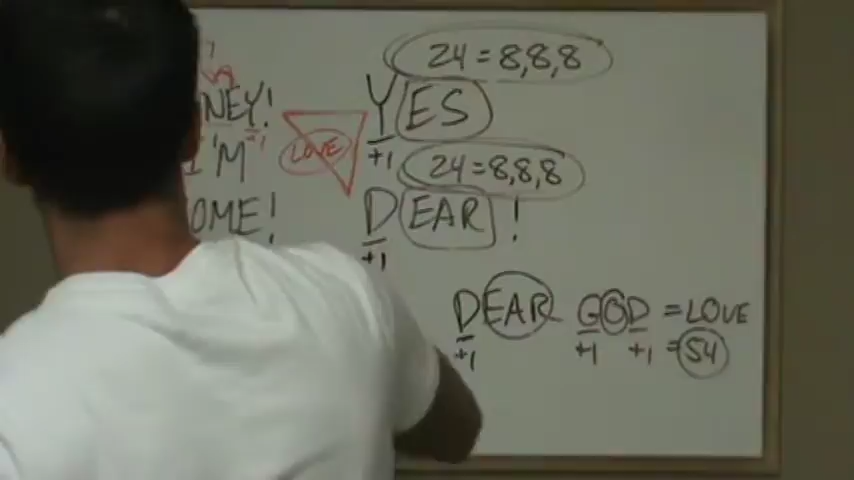 24 = 8,8,8
NEY! YES
+1 +1
LOVE
'M 24 = 8,8,8
OME! DEAR !
+1
DEAR GOD = LOVE
+1 +1 +1 = 54